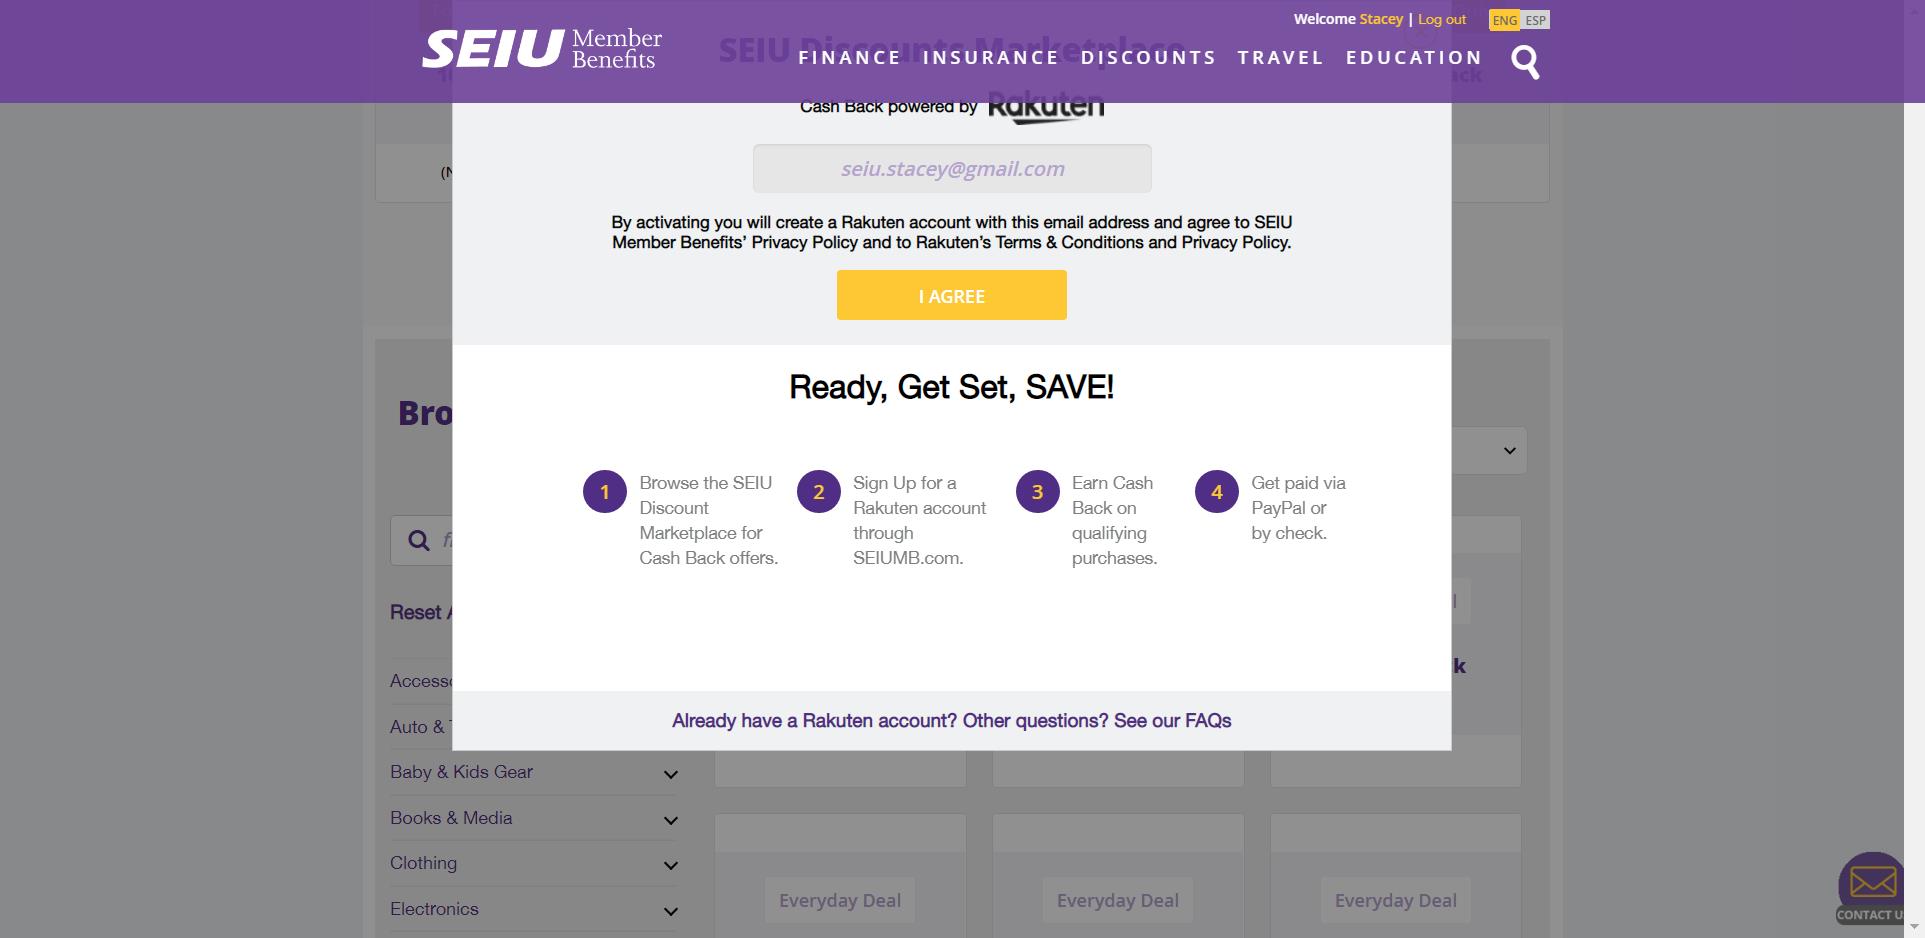 Welcome Stacey | Log out
ENG ESP
SEIU Member Benefits
SEIU Discounts Marketplace
FINANCE INSURANCE DISCOUNTS TRAVEL EDUCATION
Cash Back powered by Rakuten
seiu.stacey@gmail.com
By activating you will create a Rakuten account with this email address and agree to SEIU
Member Benefits’ Privacy Policy and to Rakuten’s Terms & Conditions and Privacy Policy.
I AGREE
Ready, Get Set, SAVE!
1
Browse the SEIU
Discount
Marketplace for
Cash Back offers.
2
Sign Up for a
Rakuten account
through
SEIUMB.com.
3
Earn Cash
Back on
qualifying
purchases.
4
Get paid via
PayPal or
by check.
Already have a Rakuten account? Other questions? See our FAQs
Bro
Reset A
Access
Auto &
Baby & Kids Gear
Books & Media
Clothing
Electronics
Everyday Deal
Everyday Deal
Everyday Deal
CONTACT U